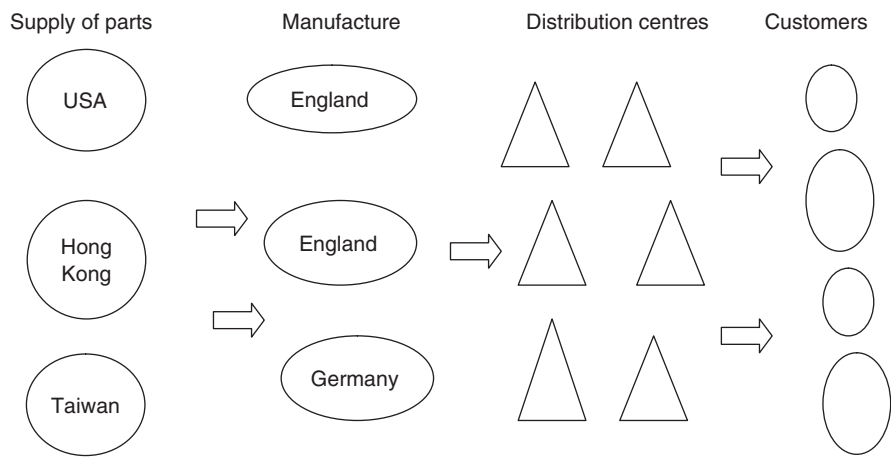 Supply of parts
Manufacture
Distribution centres
Customers
USA
England
Hong
Kong
England
Taiwan
Germany